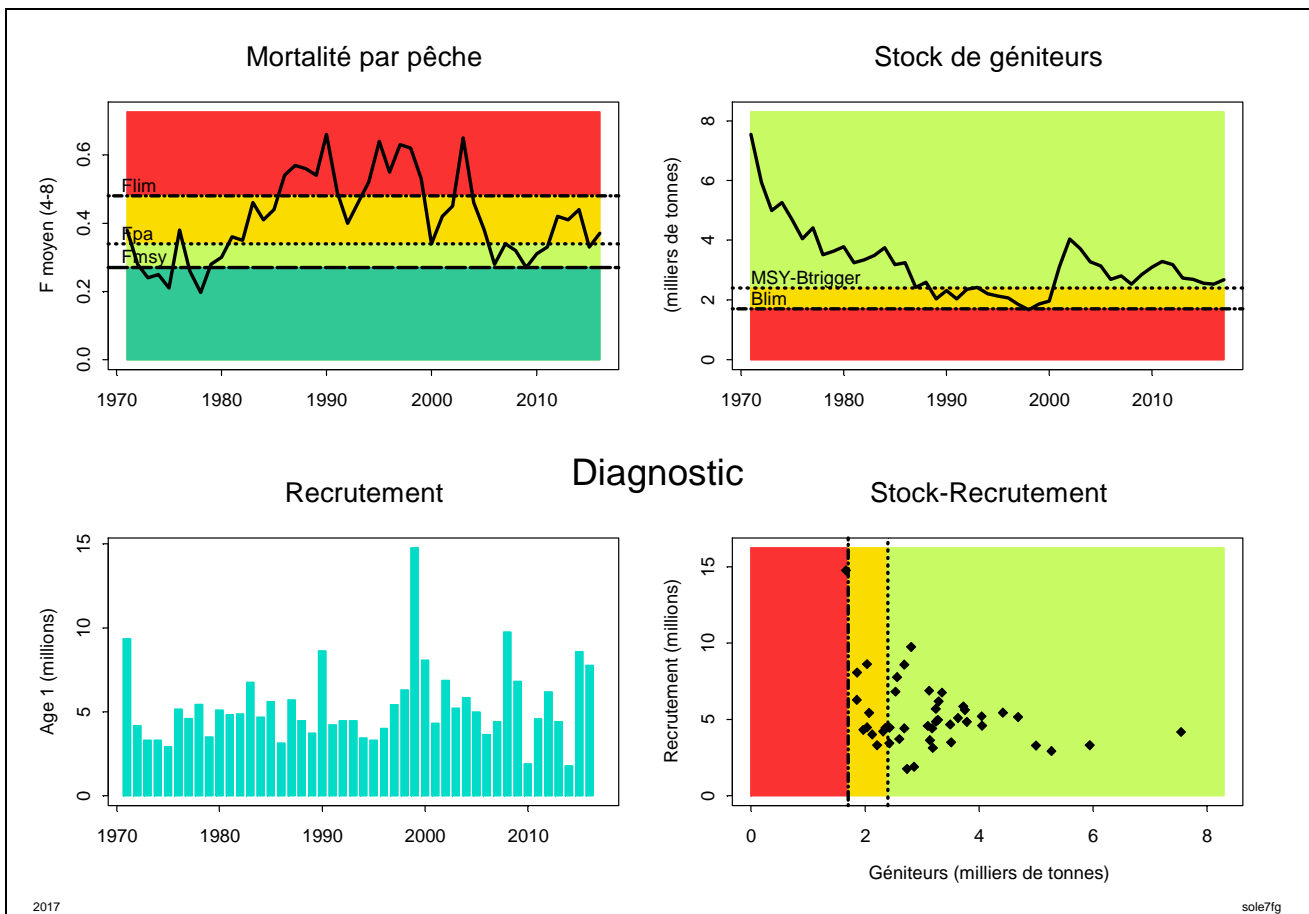 Mortalité par pêche
F moyen (4-8)
0.0
0.2
0.4
0.6
Flim
Fpa
Fmsy
1970 1980 1990 2000 2010
Stock de géniteurs
(milliers de tonnes)
0
2
4
6
8
MSY-Btrigger
Blim
1970 1980 1990 2000 2010
Diagnostic
Recrutement
Age 1 (millions)
0
5
10
15
1970 1980 1990 2000 2010
Stock-Recrutement
Recrutement (millions)
0
5
10
15
0 2 4 6 8
Géniteurs (milliers de tonnes)
2017
sole7fg